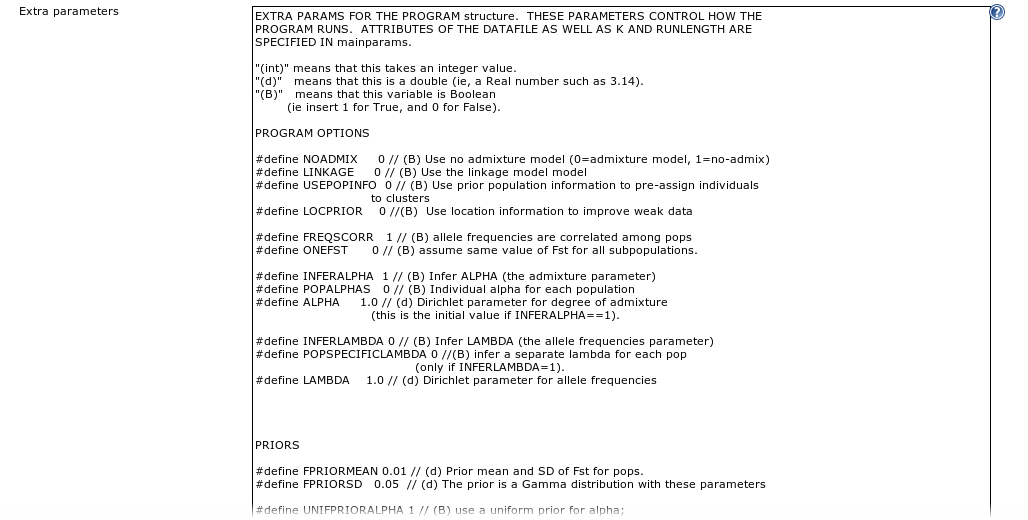 Extra parameters
EXTRA PARAMS FOR THE PROGRAM structure.  THESE PARAMETERS CONTROL HOW THE
PROGRAM RUNS.  ATTRIBUTES OF THE DATAFILE AS WELL AS K AND RUNLENGTH ARE
SPECIFIED IN mainparams.
"(int)" means that this takes an integer value.
"(d)"   means that this is a double (ie, a Real number such as 3.14).
"(B)"   means that this variable is Boolean
(ie insert 1 for True, and 0 for False).
PROGRAM OPTIONS
#define NOADMIX     0 // (B) Use no admixture model (0=admixture model, 1=no-admix)
#define LINKAGE     0 // (B) Use the linkage model model
#define USEPOPINFO  0 // (B) Use prior population information to pre-assign individuals
to clusters
#define LOCPRIOR    0 //(B)  Use location information to improve weak data
#define FREQSCORR   1 // (B) allele frequencies are correlated among pops
#define ONEFST      0 // (B) assume same value of Fst for all subpopulations.
#define INFERALPHA  1 // (B) Infer ALPHA (the admixture parameter)
#define POPALPHAS   0 // (B) Individual alpha for each population
#define ALPHA     1.0 // (d) Dirichlet parameter for degree of admixture
(this is the initial value if INFERALPHA==1).
#define INFERLAMBDA 0 // (B) Infer LAMBDA (the allele frequencies parameter)
#define POPSPECIFICLAMBDA 0 //(B) infer a separate lambda for each pop
(only if INFERLAMBDA=1).
#define LAMBDA    1.0 // (d) Dirichlet parameter for allele frequencies
PRIORS
#define FPRIORMEAN 0.01 // (d) Prior mean and SD of Fst for pops.
#define FPRIORSD   0.05  // (d) The prior is a Gamma distribution with these parameters
#define UNIFPRIORALPHA 1 // (B) use a uniform prior for alpha;